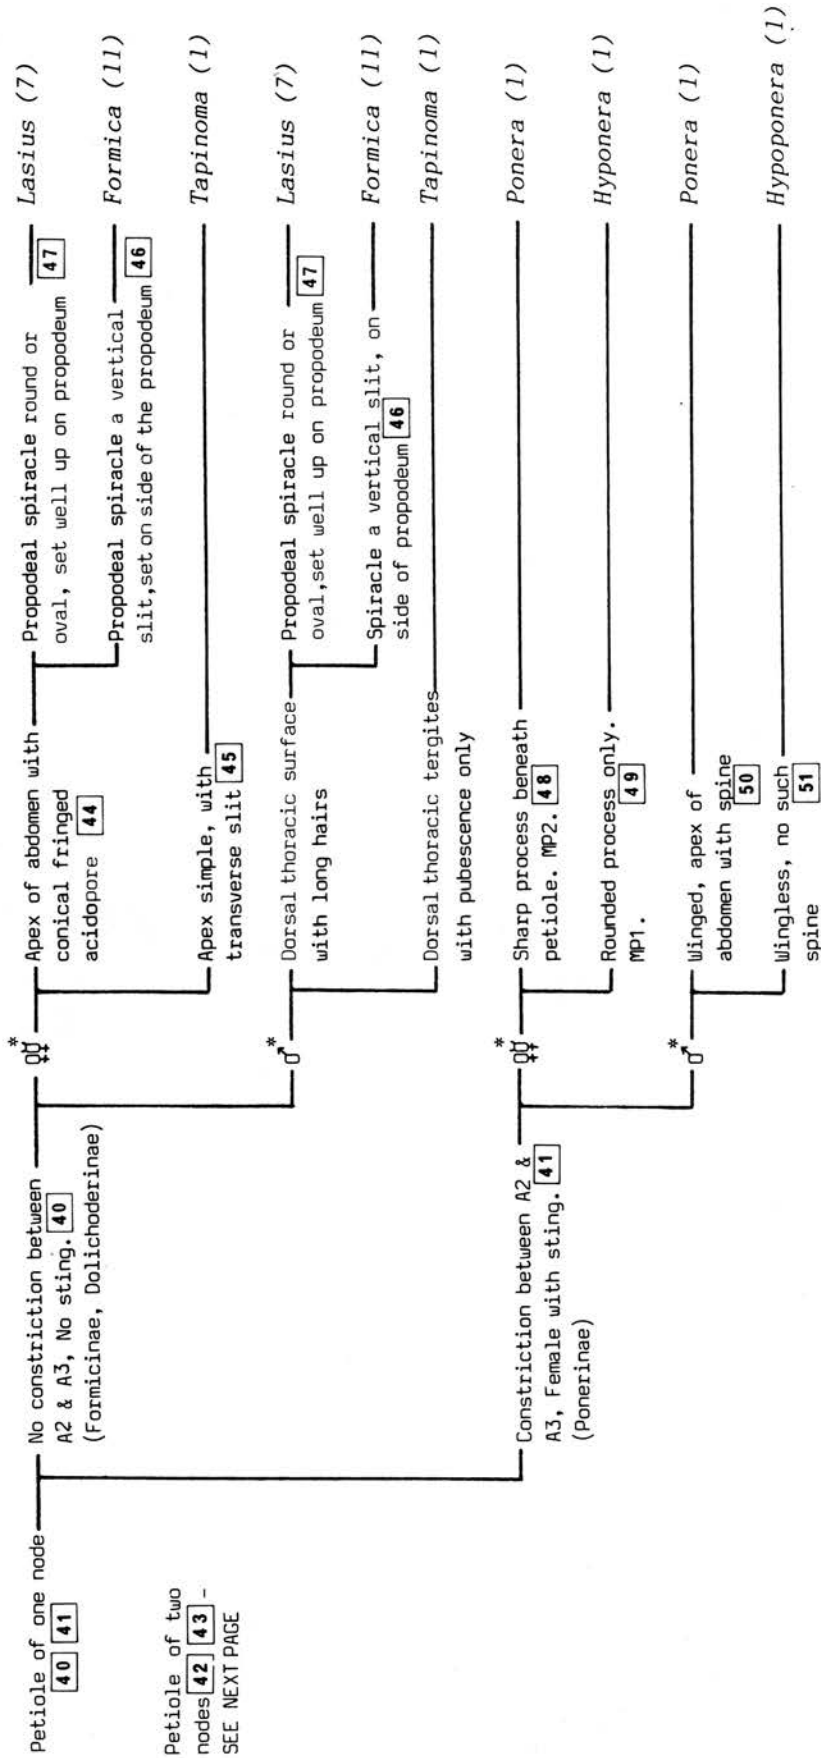 Petiole of one node
40 41
Petiole of two
nodes 42 43 -
SEE NEXT PAGE
No constriction between
A2 & A3, No sting. 40
(Formicinae, Dolichoderinae)
Constriction between A2 &
A3, Female with sting. 41
(Ponerinae)
*
☿♀
*
♂
*
☿♀
*
♂
Apex of abdomen with
conical fringed
acidopore 44
Apex simple, with
transverse slit 45
Dorsal thoracic surface
with long hairs
Dorsal thoracic tergites
with pubescence only
Sharp process beneath
petiole. MP2. 48
Rounded process only.
MP1. 49
Winged, apex of
abdomen with spine
50
Wingless, no such
spine 51
Propodeal spiracle round or
oval, set well up on propodeum
47
Propodeal spiracle a vertical
slit, set on side of the propodeum 46
Propodeal spiracle round or
oval, set well up on propodeum 47
Spiracle a vertical slit, on
side of propodeum 46
Lasius (7)
Formica (11)
Tapinoma (1)
Lasius (7)
Formica (11)
Tapinoma (1)
Ponera (1)
Hyponera (1)
Ponera (1)
Hypoponera (1)